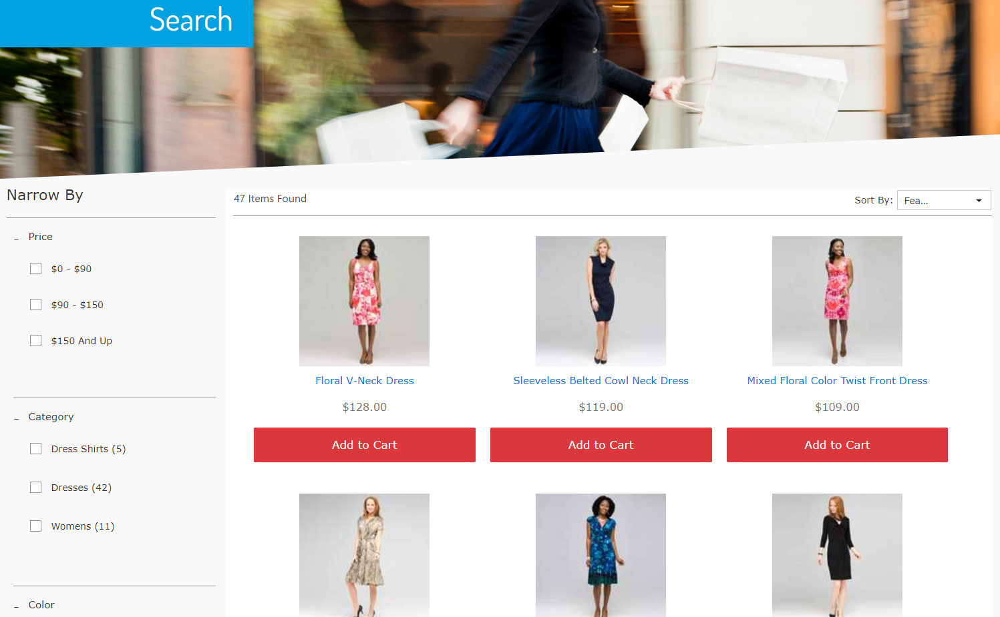 Search
Narrow By
Price
$0 - $90
$90 - $150
$150 And Up
Category
Dress Shirts (5)
Dresses (42)
Womens (11)
Color
47 Items Found
Sort By: Fea...
Floral V-Neck Dress
$128.00
Add to Cart
Sleeveless Belted Cowl Neck Dress
$119.00
Add to Cart
Mixed Floral Color Twist Front Dress
$109.00
Add to Cart